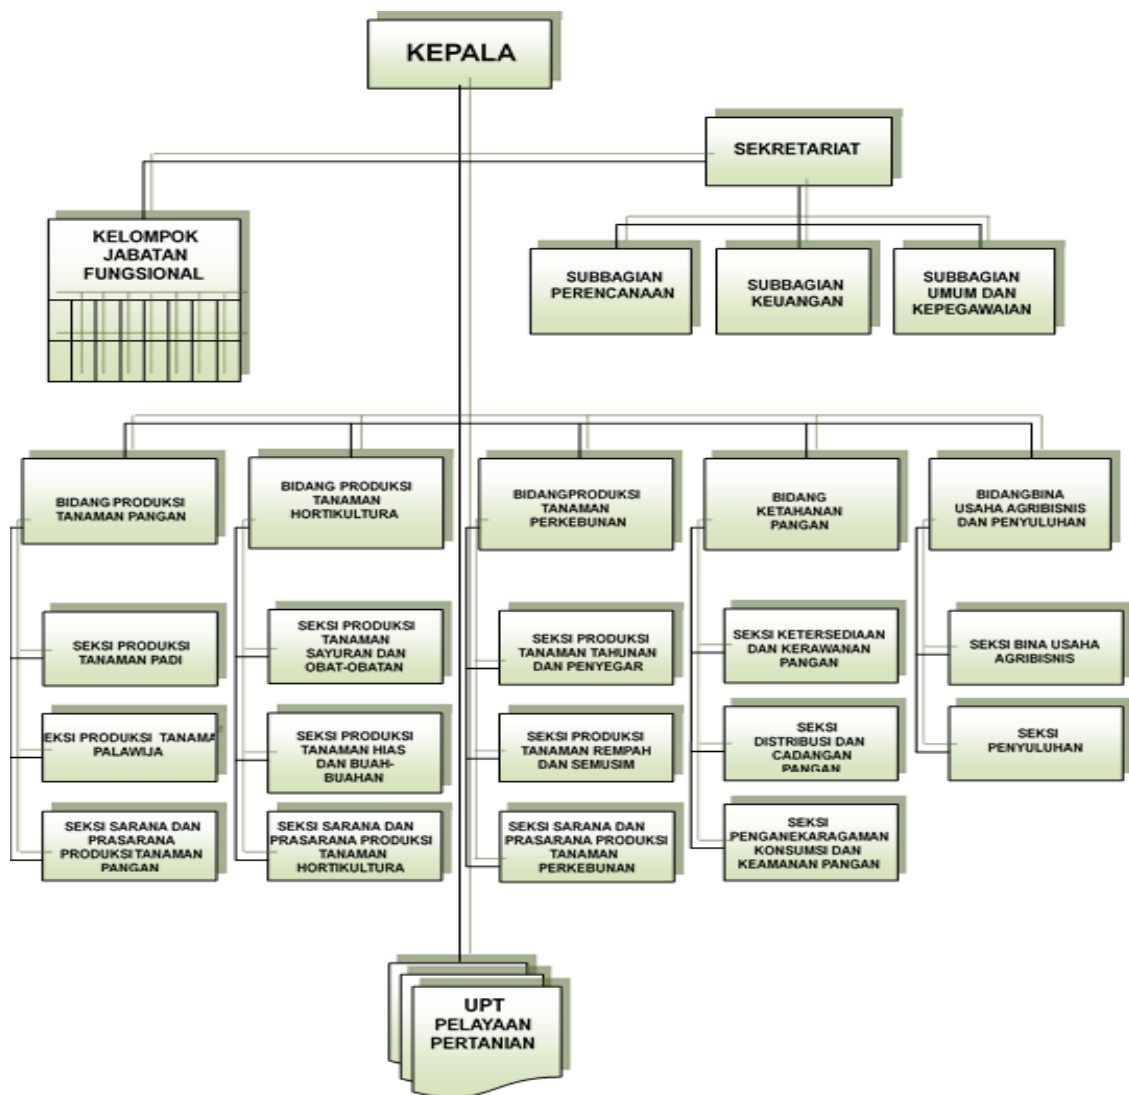 KEPALA
SEKRETARIAT
KELOMPOK
JABATAN
FUNGSIONAL
SUBBAGIAN
PERENCANAAN
SUBBAGIAN
KEUANGAN
SUBBAGIAN
UMUM DAN
KEPEGAWAIAN
BIDANG PRODUKSI
TANAMAN PANGAN
BIDANG PRODUKSI
TANAMAN
HORTIKULTURA
BIDANGPRODUKSI
TANAMAN
PERKEBUNAN
BIDANG
KETAHANAN
PANGAN
BIDANGBINA
USAHA AGRIBISNIS
DAN PENYULUHAN
SEKSI PRODUKSI
TANAMAN PADI
SEKSI PRODUKSI
TANAMAN
SAYURAN DAN
OBAT-OBATAN
SEKSI PRODUKSI
TANAMAN TAHUNAN
DAN PENYEGAR
SEKSI KETERSEDIAAN
DAN KERAWANAN
PANGAN
SEKSI BINA USAHA
AGRIBISNIS
EKSI PRODUKSI TANAMA
PALAWIJA
SEKSI PRODUKSI
TANAMAN HIAS
DAN BUAH-
BUAHAN
SEKSI PRODUKSI
TANAMAN REMPAH
DAN SEMUSIM
SEKSI
DISTRIBUSI DAN
CADANGAN
PANGAN
SEKSI
PENYULUHAN
SEKSI SARANA DAN
PRASARANA
PRODUKSI TANAMAN
PANGAN
SEKSI SARANA DAN
PRASARANA PRODUKSI
TANAMAN
HORTIKULTURA
SEKSI SARANA DAN
PRASARANA PRODUKSI
TANAMAN
PERKEBUNAN
SEKSI
PENGANEKARAGAMAN
KONSUMSI DAN
KEAMANAN PANGAN
UPT
PELAYAAN
PERTANIAN